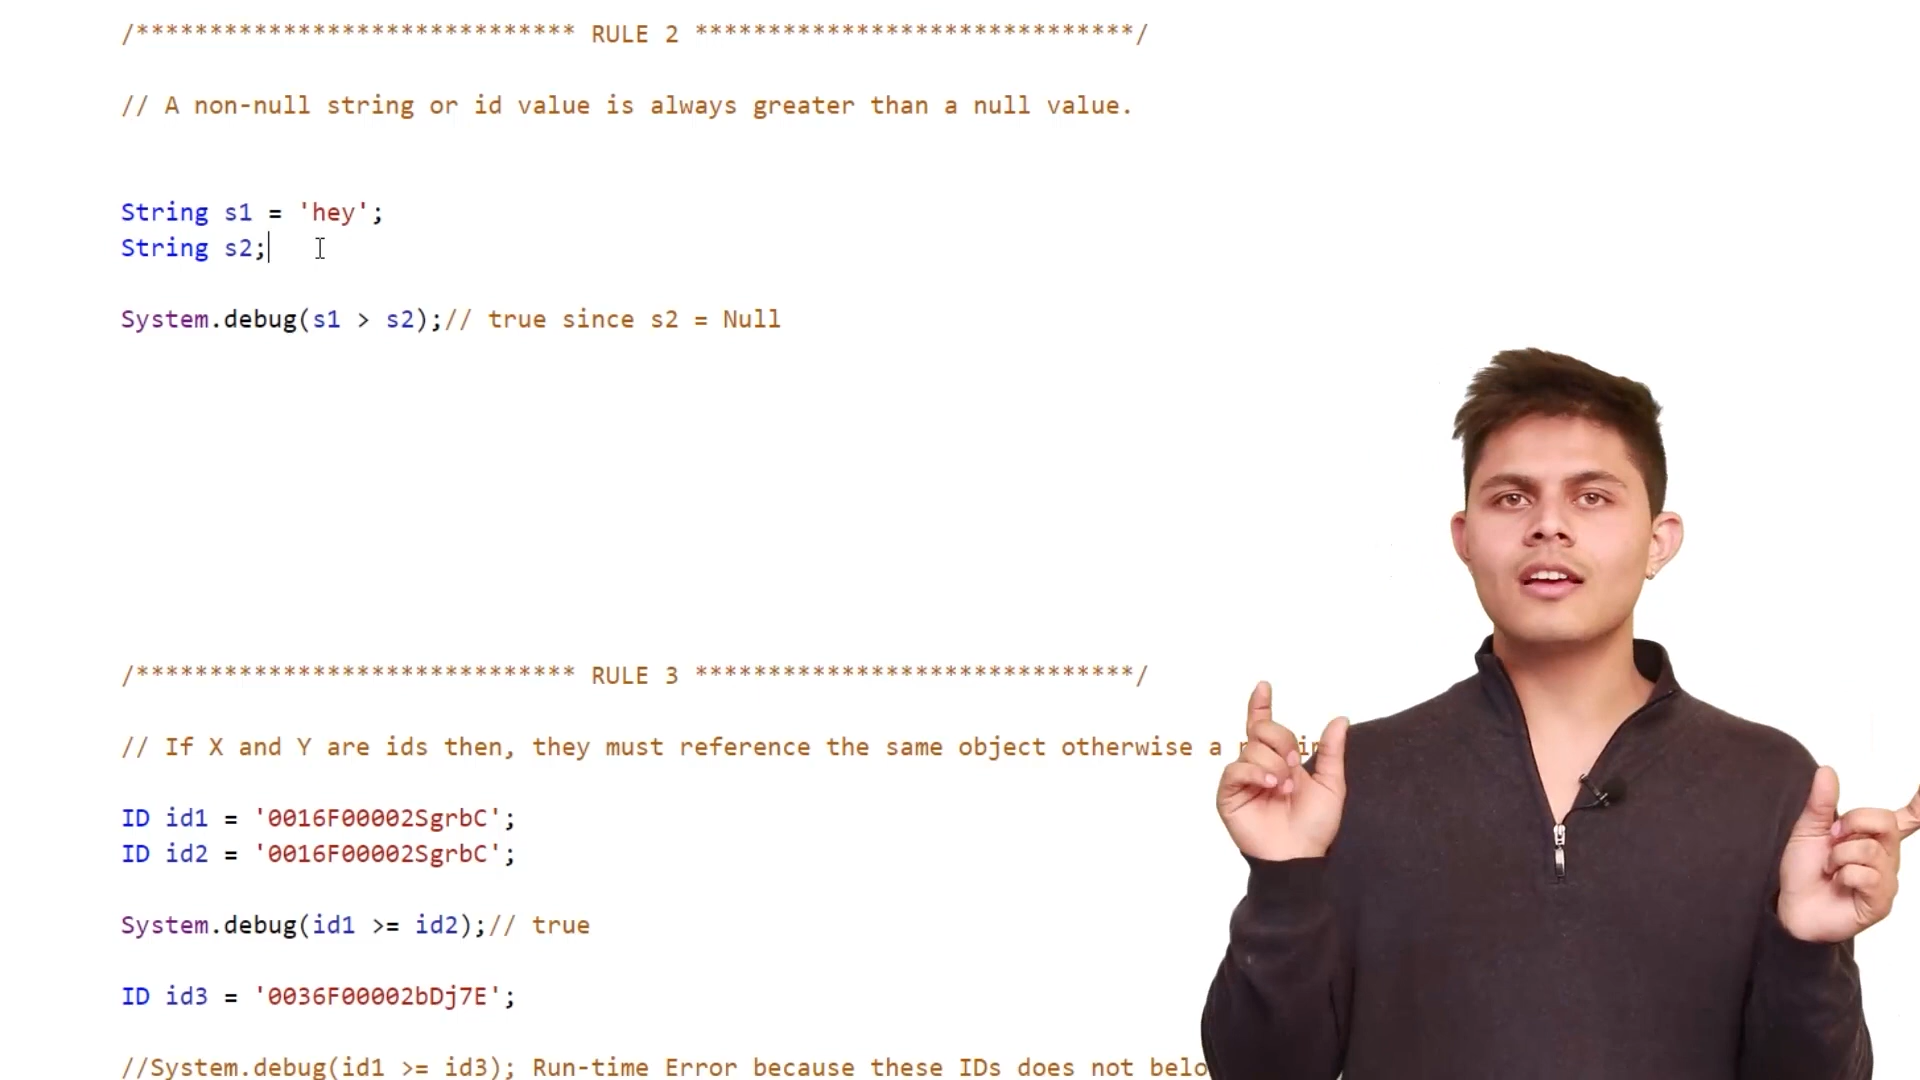 /****************************** RULE 2 ******************************/
// A non-null string or id value is always greater than a null value.
String s1 = 'hey';
String s2;
System.debug(s1 > s2);// true since s2 = Null
/****************************** RULE 3 ******************************/
// If X and Y are ids then, they must reference the same object otherwise a
ID id1 = '0016F00002SgrbC';
ID id2 = '0016F00002SgrbC';
System.debug(id1 >= id2);// true
ID id3 = '0036F00002bDj7E';
//System.debug(id1 >= id3); Run-time Error because these IDs does not belo